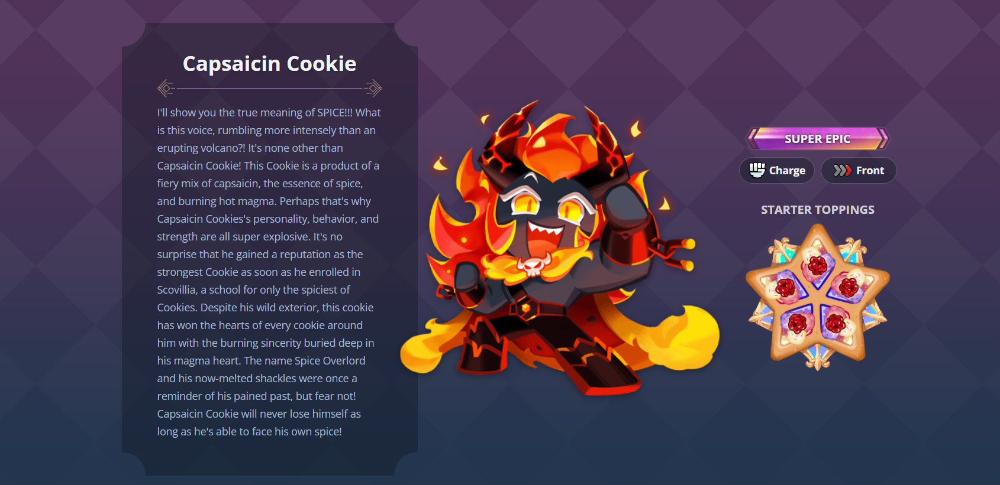 Capsaicin Cookie
I'll show you the true meaning of SPICE!!! What
is this voice, rumbling more intensely than an
erupting volcano?! It's none other than
Capsaicin Cookie! This Cookie is a product of a
fiery mix of capsaicin, the essence of spice,
and burning hot magma. Perhaps that's why
Capsaicin Cookies's personality, behavior, and
strength are all super explosive. It's no
surprise that he gained a reputation as the
strongest Cookie as soon as he enrolled in
Scovillia, a school for only the spiciest of
Cookies. Despite his wild exterior, this cookie
has won the hearts of every cookie around
him with the burning sincerity buried deep in
his magma heart. The name Spice Overlord
and his now-melted shackles were once a
reminder of his pained past, but fear not!
Capsaicin Cookie will never lose himself as
long as he's able to face his own spice!
SUPER EPIC
Charge
Front
STARTER TOPPINGS